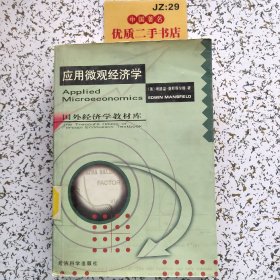 JZ:29
中国著名
优质二手书店
应用微观经济学
Applied
Microeconomics
[美] 埃德温·曼斯菲尔德 著
EDWIN MANSFIELD
国外经济学教材库
FACTOR
经济科学出版社